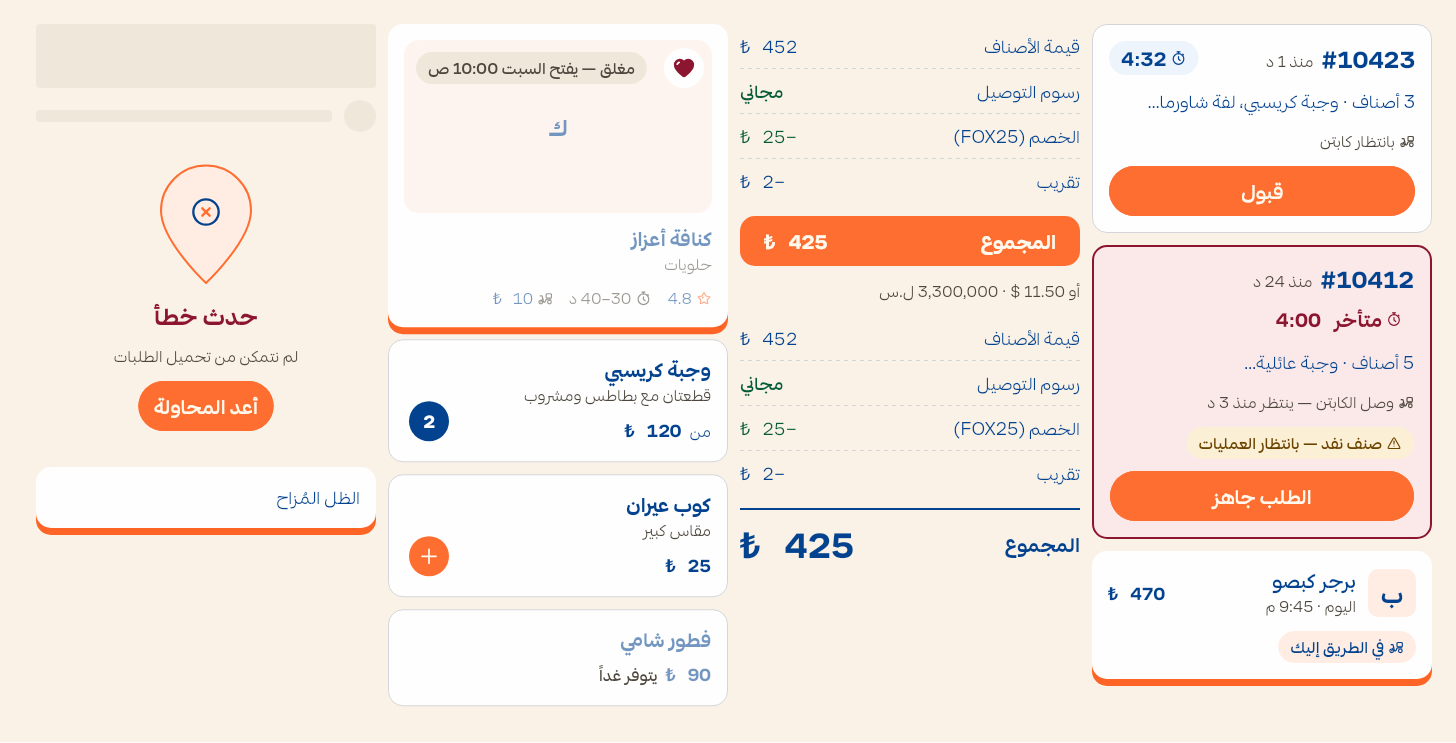 #10423 منذ 1 د 4:32
3 أصناف · وجبة كريسبي، لفة شاورما...
بانتظار كابتن
قبول
#10412 منذ 24 د
متأخر 4:00
5 أصناف · وجبة عائلية...
وصل الكابتن — ينتظر منذ 3 د
صنف نفد — بانتظار العمليات
الطلب جاهز
ب
برجر كبصو 470 ₺
اليوم · 9:45 م
في الطريق إليك
قيمة الأصناف 452 ₺
رسوم التوصيل مجاني
الخصم (FOX25) −25 ₺
تقريب −2 ₺
المجموع 425 ₺
أو 11.50 $ · 3,300,000 ل.س
قيمة الأصناف 452 ₺
رسوم التوصيل مجاني
الخصم (FOX25) −25 ₺
تقريب −2 ₺
المجموع 425 ₺
مغلق — يفتح السبت 10:00 ص
ك
كنافة أعزاز
حلويات
4.8 30–40 د 10 ₺
وجبة كريسبي
قطعتان مع بطاطس ومشروب
من 120 ₺
2
كوب عيران
مقاس كبير
25 ₺
فطور شامي
90 ₺ يتوفر غداً
حدث خطأ
لم نتمكن من تحميل الطلبات
أعد المحاولة
الظل المُزاح